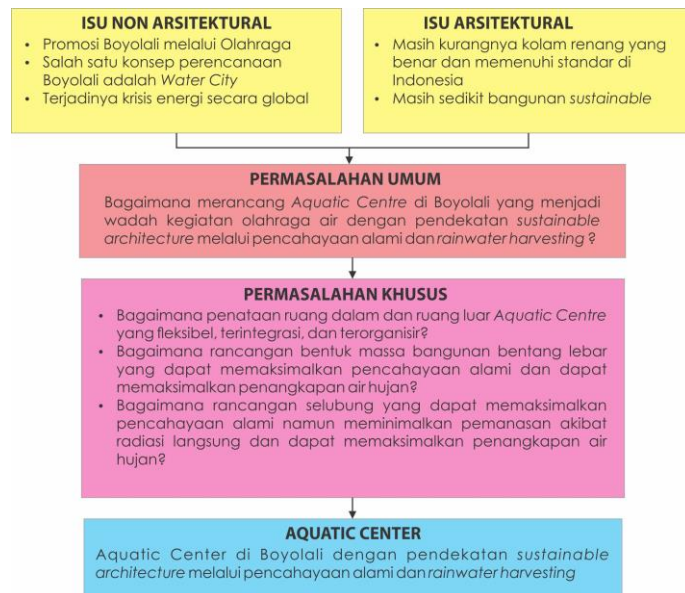 ISU NON ARSITEKTURAL
• Promosi Boyolali melalui Olahraga
• Salah satu konsep perencanaan
Boyolali adalah Water City
• Terjadinya krisis energi secara global
ISU ARSITEKTURAL
• Masih kurangnya kolam renang yang
benar dan memenuhi standar di
Indonesia
• Masih sedikit bangunan sustainable
PERMASALAHAN UMUM
Bagaimana merancang Aquatic Centre di Boyolali yang menjadi
wadah kegiatan olahraga air dengan pendekatan sustainable
architecture melalui pencahayaan alami dan rainwater harvesting ?
PERMASALAHAN KHUSUS
• Bagaimana penataan ruang dalam dan ruang luar Aquatic Centre
yang fleksibel, terintegrasi, dan terorganisir?
• Bagaimana rancangan bentuk massa bangunan bentang lebar
yang dapat memaksimalkan pencahayaan alami dan dapat
memaksimalkan penangkapan air hujan?
• Bagaimana rancangan selubung yang dapat memaksimalkan
pencahayaan alami namun meminimalkan pemanasan akibat
radiasi langsung dan dapat memaksimalkan penangkapan air
hujan?
AQUATIC CENTER
Aquatic Center di Boyolali dengan pendekatan sustainable
architecture melalui pencahayaan alami dan rainwater harvesting